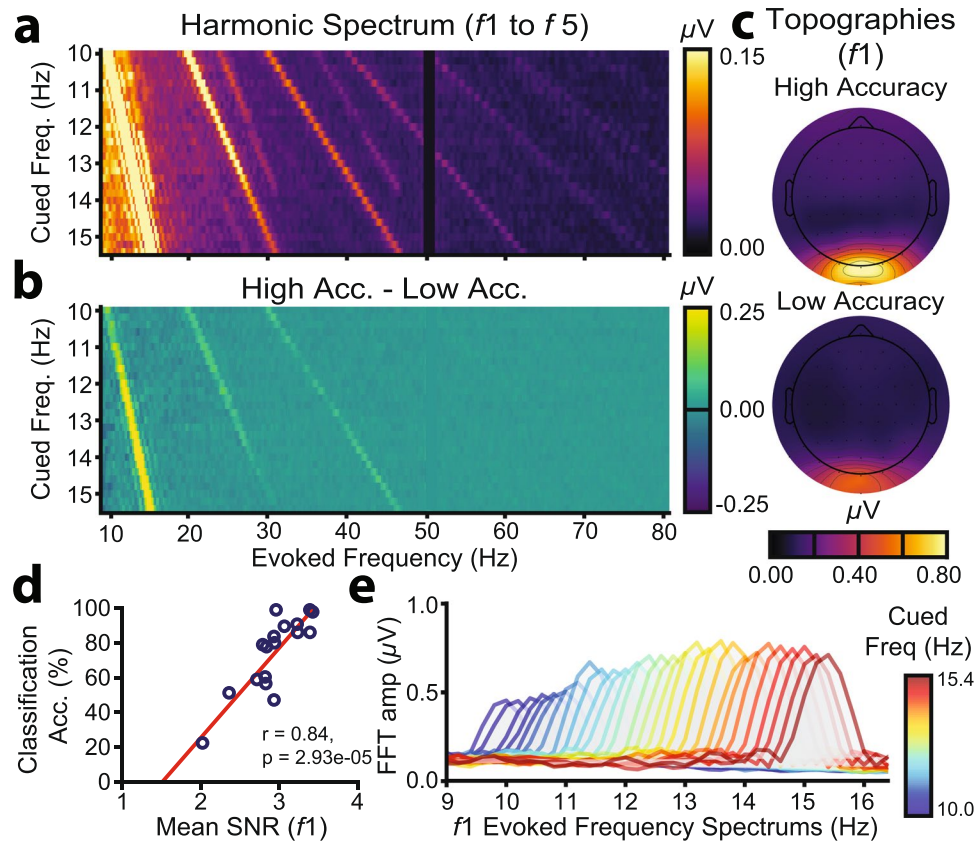 a
Harmonic Spectrum (f1 to f 5)
µV
0.15
0.00
Cued Freq. (Hz)
10
11
12
13
14
15
b
High Acc. - Low Acc.
µV
0.25
0.00
-0.25
Cued Freq. (Hz)
10
11
12
13
14
15
10 20 30 40 50 60 70 80
Evoked Frequency (Hz)
c
Topographies
(f1)
High Accuracy
Low Accuracy
µV
0.00 0.40 0.80
d
Classification
Acc. (%)
100
80
60
40
20
0
r = 0.84,
p = 2.93e-05
1 2 3 4
Mean SNR (f1)
e
FFT amp (µV)
1.0
0.5
0.0
9 10 11 12 13 14 15 16
f1 Evoked Frequency Spectrums (Hz)
Cued
Freq (Hz)
15.4
10.0